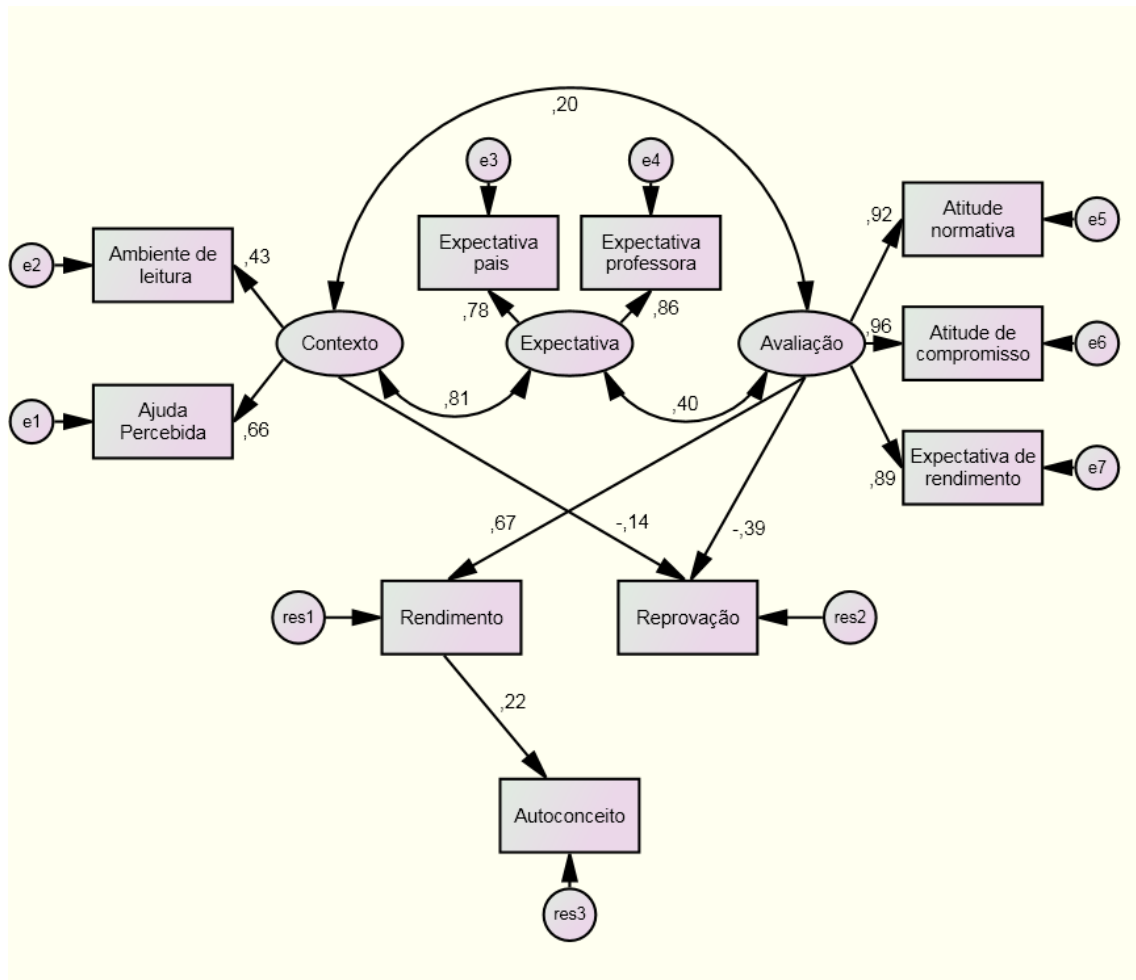 ,20
e3
e4
Expectativa
pais
Expectativa
professora
Atitude
normativa
e5
,92
e2
Ambiente de
leitura
,43
,78
,86
Contexto
Expectativa
Avaliação
,96
Atitude de
compromisso
e6
e1
Ajuda
Percebida
,66
,81
,40
,89
Expectativa de
rendimento
e7
,67
-,14
-,39
res1
Rendimento
Reprovação
res2
,22
Autoconceito
res3